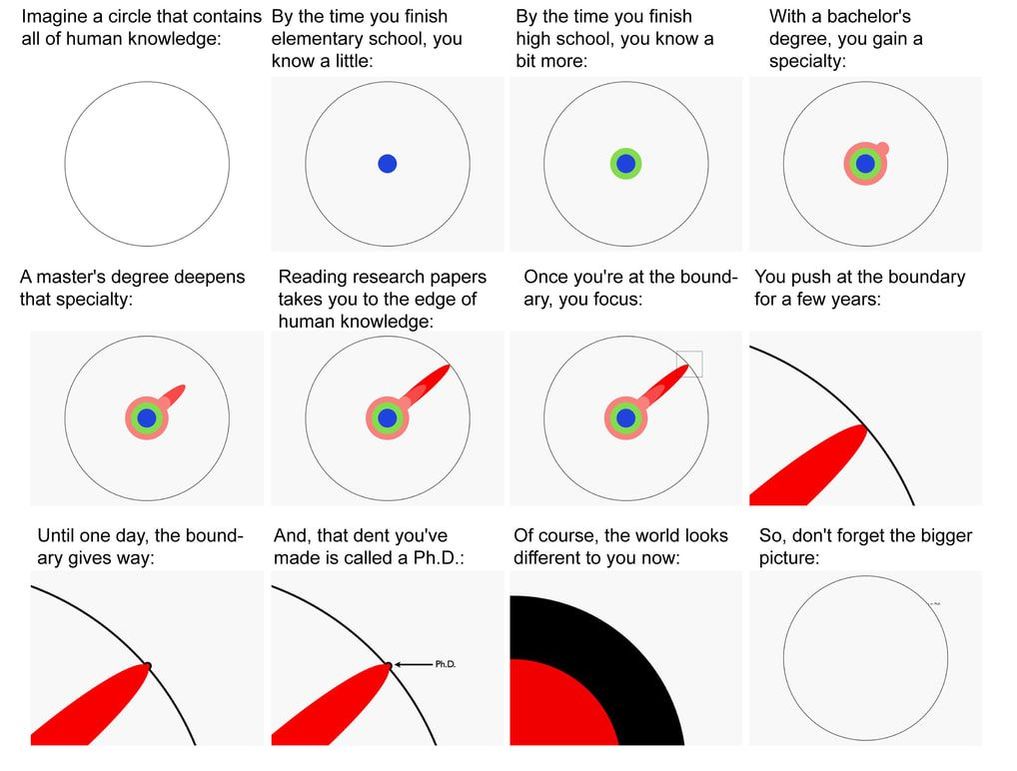 Imagine a circle that contains
all of human knowledge:
By the time you finish
elementary school, you
know a little:
By the time you finish
high school, you know a
bit more:
With a bachelor's
degree, you gain a
specialty:
A master's degree deepens
that specialty:
Reading research papers
takes you to the edge of
human knowledge:
Once you're at the bound-
ary, you focus:
You push at the boundary
for a few years:
Until one day, the bound-
ary gives way:
And, that dent you've
made is called a Ph.D.:
Ph.D.
Of course, the world looks
different to you now:
So, don't forget the bigger
picture: